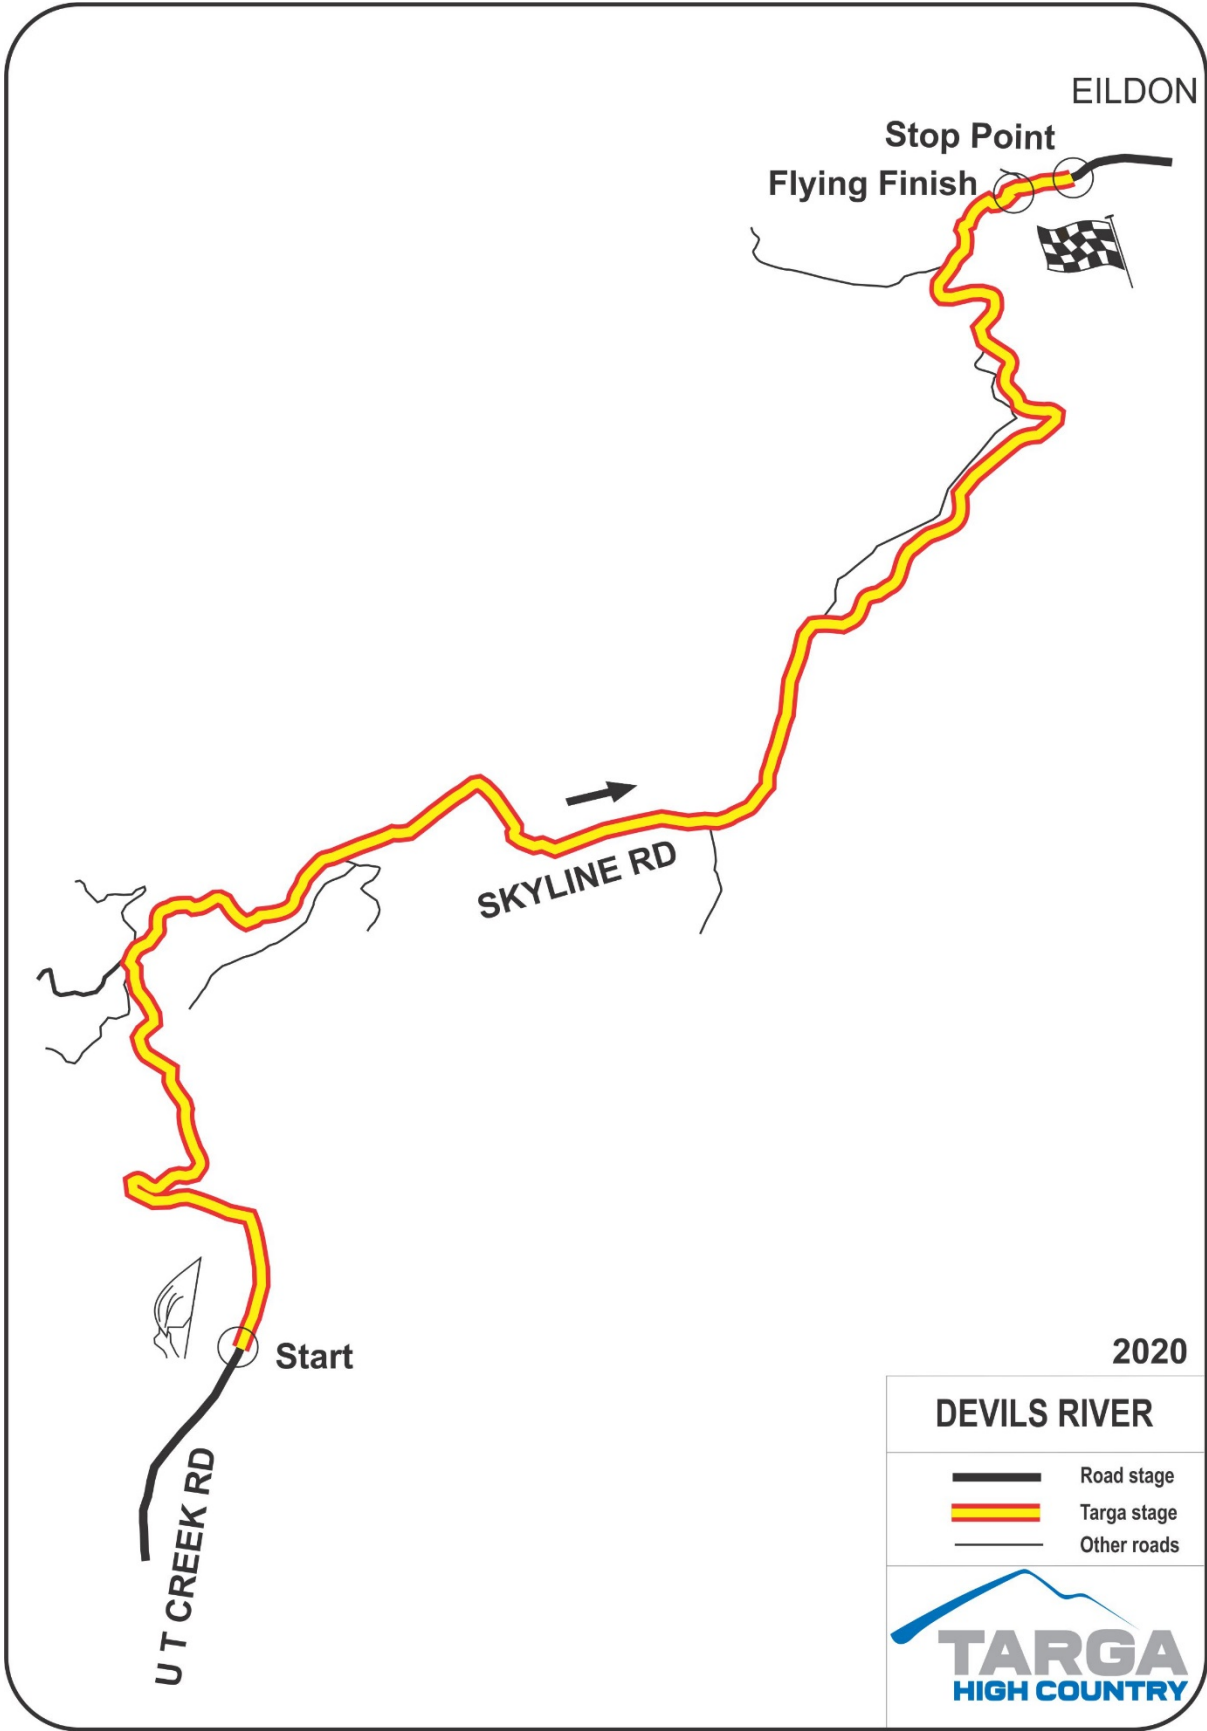 EILDON
Stop Point
Flying Finish
SKYLINE RD
Start
U T CREEK RD
2020
DEVILS RIVER
Road stage
Targa stage
Other roads
TARGA
HIGH COUNTRY